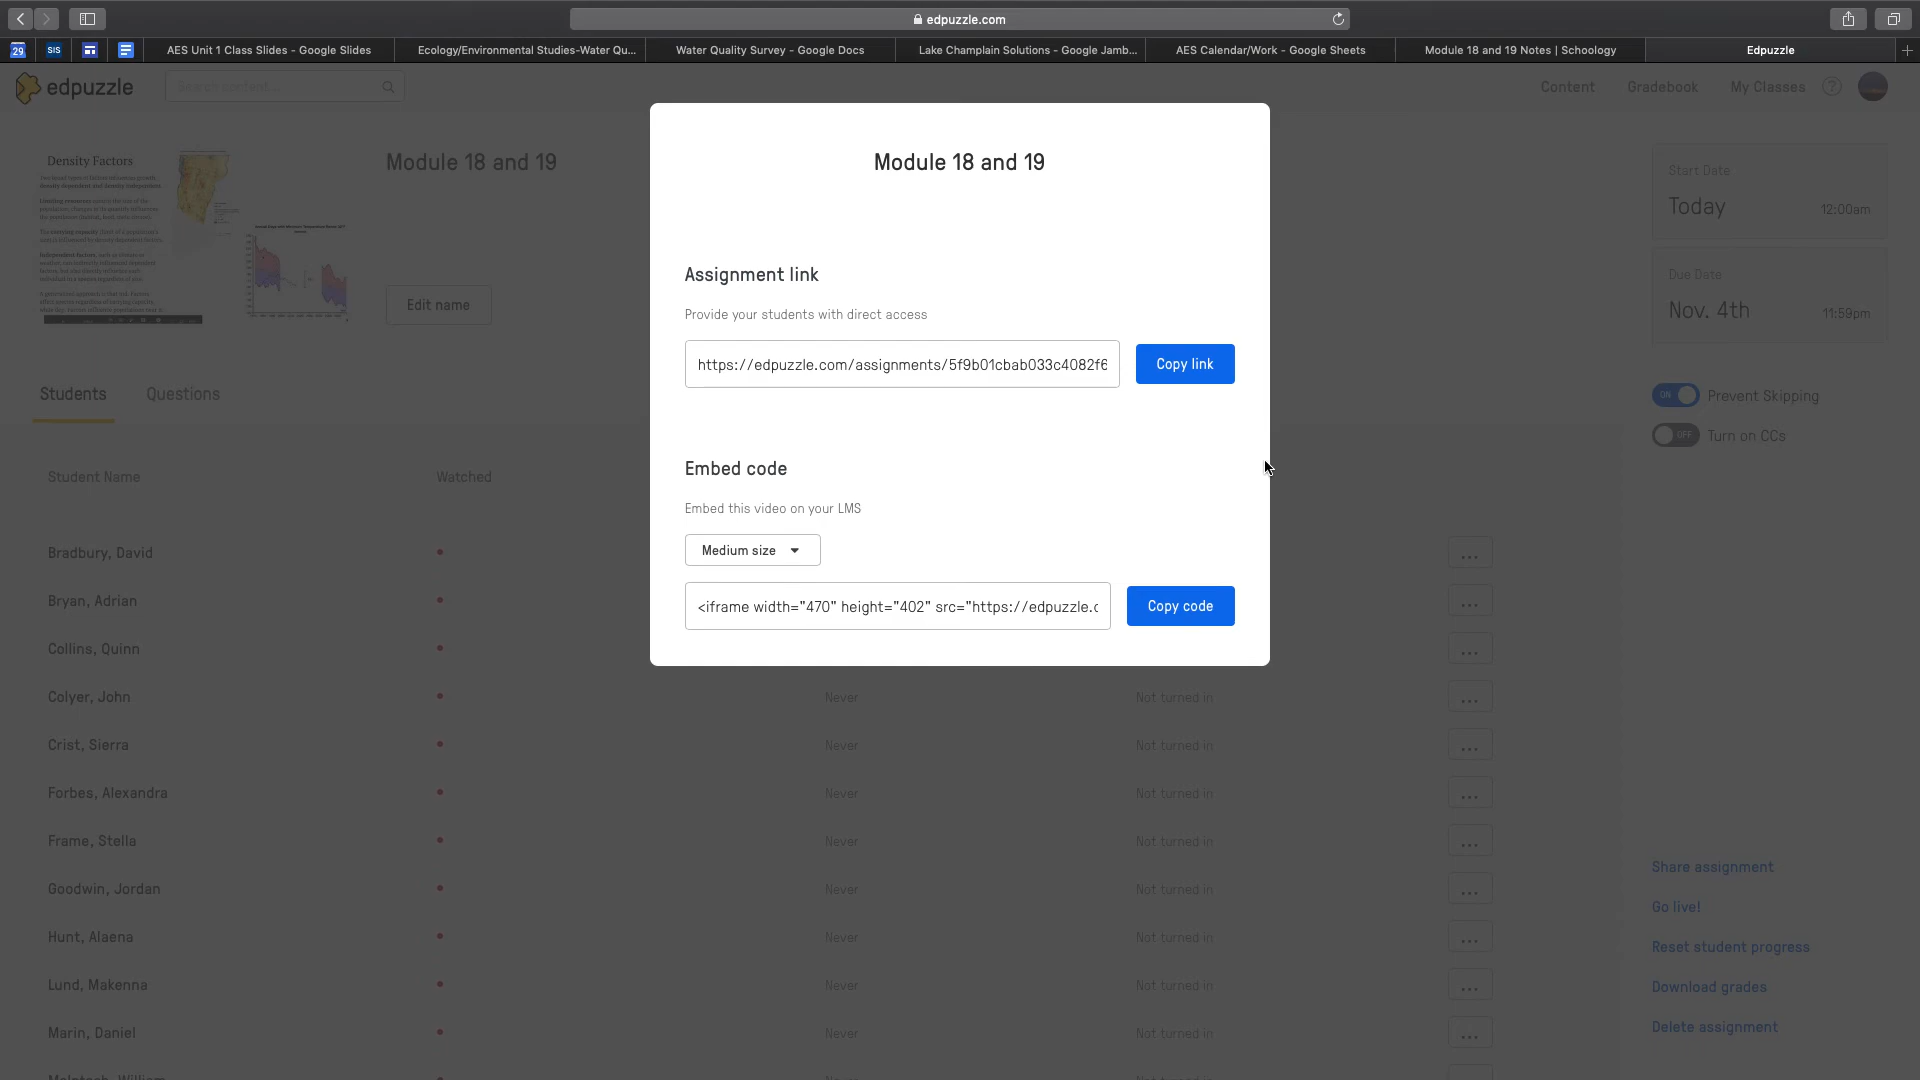 edpuzzle.com
29
SIS
AES Unit 1 Class Slides - Google Slides
Ecology/Environmental Studies-Water Qu...
Water Quality Survey - Google Docs
Lake Champlain Solutions - Google Jamb...
AES Calendar/Work - Google Sheets
Module 18 and 19 Notes | Schoology
Edpuzzle
edpuzzle
Search content...
Content
Gradebook
My Classes
?
Density Factors
Module 18 and 19
Edit name
Start Date
Today
12:00am
Due Date
Nov. 4th
11:59pm
ON
Prevent Skipping
OFF
Turn on CCs
Module 18 and 19
Assignment link
Provide your students with direct access
https://edpuzzle.com/assignments/5f9b01cbab033c4082f6
Copy link
Embed code
Embed this video on your LMS
Medium size
<iframe width="470" height="402" src="https://edpuzzle.c
Copy code
Students
Questions
Student Name
Watched
Bradbury, David
...
Bryan, Adrian
...
Collins, Quinn
...
Colyer, John
Never
Not turned in
...
Crist, Sierra
Never
Not turned in
...
Forbes, Alexandra
Never
Not turned in
...
Frame, Stella
Never
Not turned in
...
Goodwin, Jordan
Never
Not turned in
...
Hunt, Alaena
Never
Not turned in
...
Lund, Makenna
Never
Not turned in
...
Marin, Daniel
Never
Not turned in
...
Share assignment
Go live!
Reset student progress
Download grades
Delete assignment